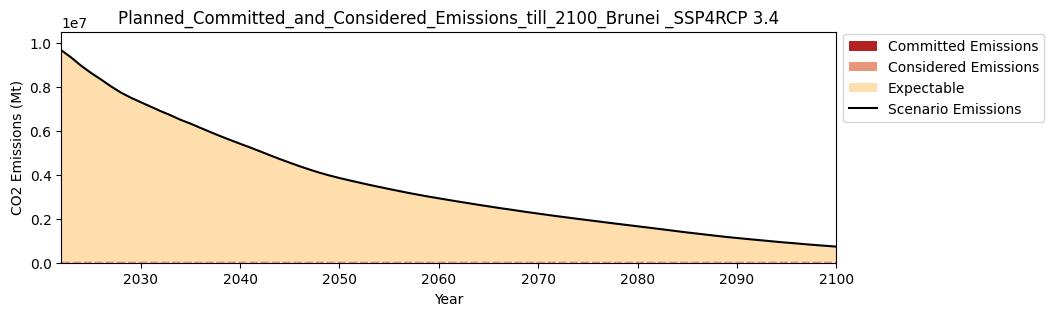 Planned_Committed_and_Considered_Emissions_till_2100_Brunei _SSP4RCP 3.4
1e7
1.0
0.8
0.6
0.4
0.2
0.0
CO2 Emissions (Mt)
2030 2040 2050 2060 2070 2080 2090 2100
Year
Committed Emissions
Considered Emissions
Expectable
Scenario Emissions